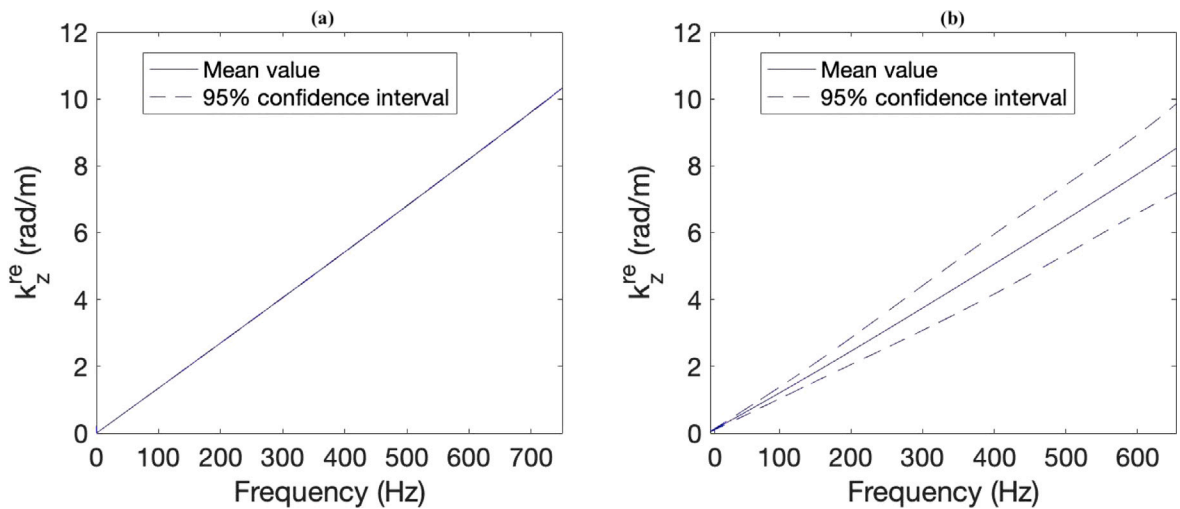 (a)
12
10
8
6
4
2
0
k_z^re (rad/m)
Mean value
95% confidence interval
0 100 200 300 400 500 600 700
Frequency (Hz)
(b)
12
10
8
6
4
2
0
k_z^re (rad/m)
Mean value
95% confidence interval
0 100 200 300 400 500 600
Frequency (Hz)